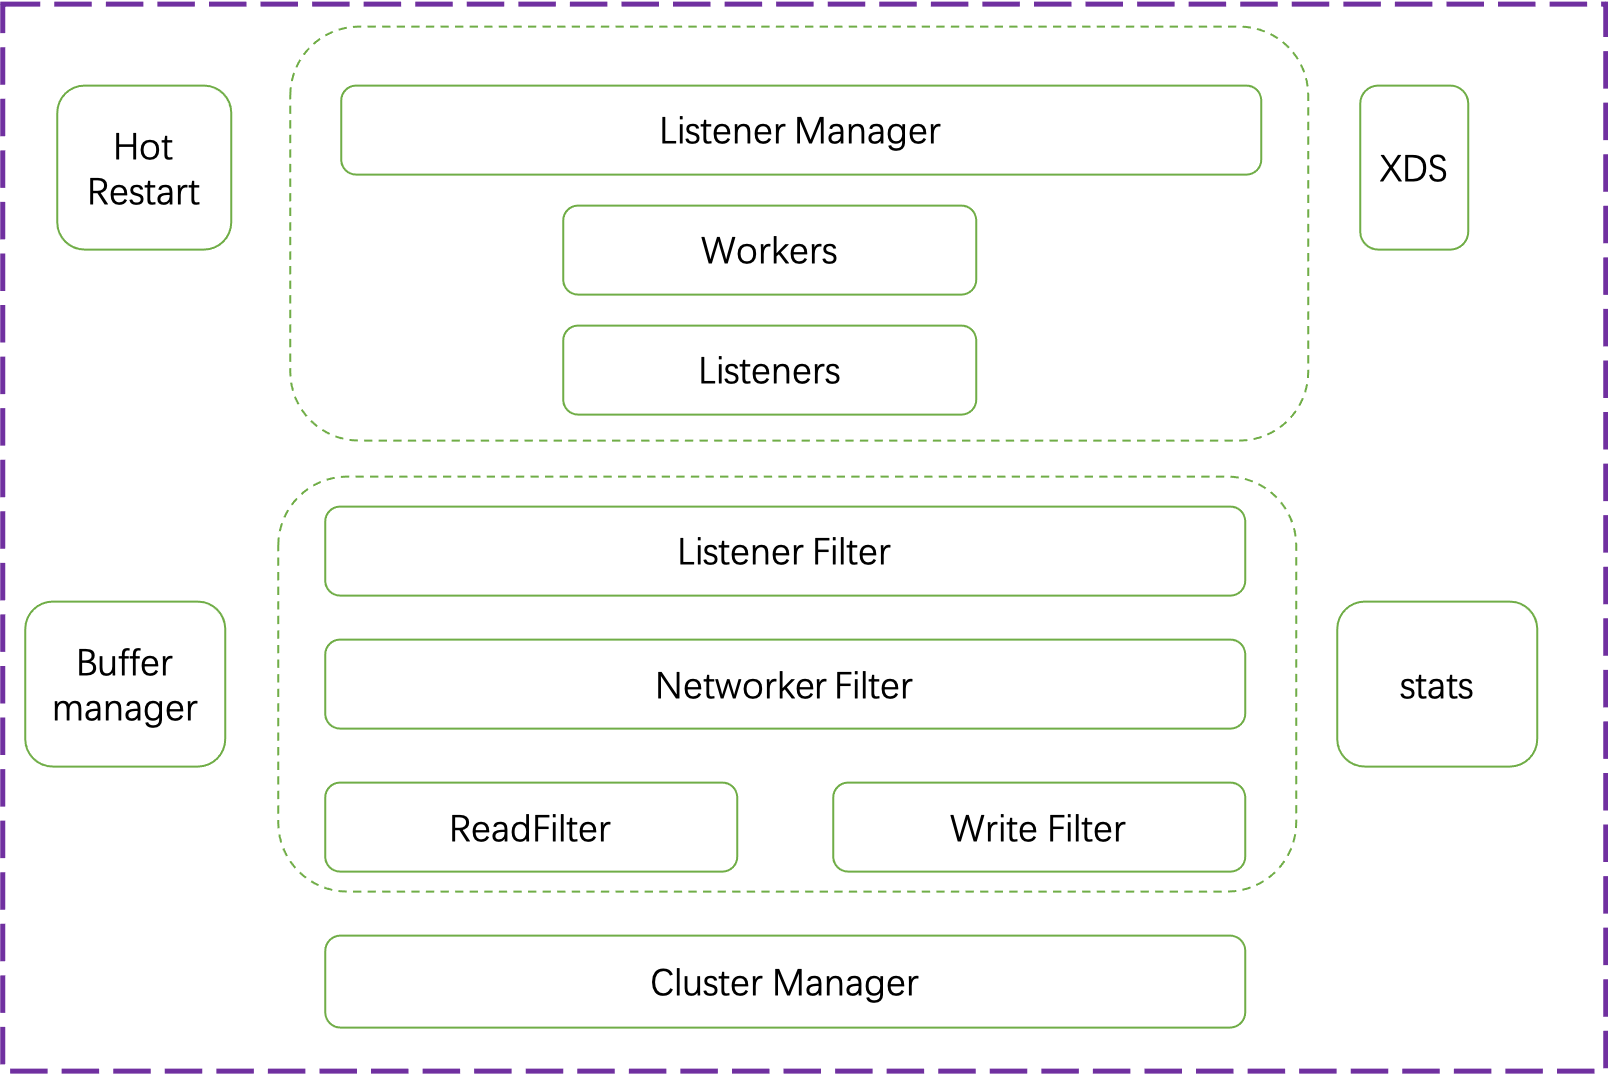 Hot
Restart
Listener Manager
XDS
Workers
Listeners
Listener Filter
Buffer
manager
Networker Filter
stats
ReadFilter
Write Filter
Cluster Manager